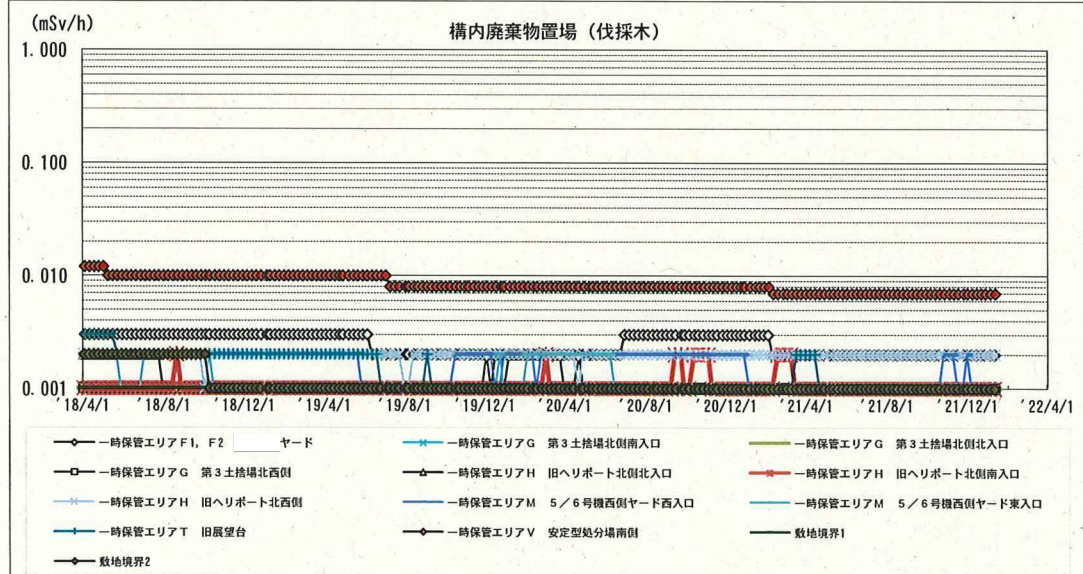 (mSv/h)
構内廃棄物置場（伐採木）
1.000
0.100
0.010
0.001
'18/4/1 '18/8/1 '18/12/1 '19/4/1 '19/8/1 '19/12/1 '20/4/1 '20/8/1 '20/12/1 '21/4/1 '21/8/1 '21/12/1 '22/4/1
一時保管エリアF1, F2 ヤード 一時保管エリアG 第3土捨場北側南入口 一時保管エリアG 第3土捨場北側北入口
一時保管エリアG 第3土捨場北西側 一時保管エリアH 旧ヘリポート北側北入口 一時保管エリアH 旧ヘリポート北側南入口
一時保管エリアH 旧ヘリポート北西側 一時保管エリアM 5／6号機西側ヤード西入口 一時保管エリアM 5／6号機西側ヤード東入口
一時保管エリアT 旧展望台 一時保管エリアV 安定型処分場南側 敷地境界1
敷地境界2